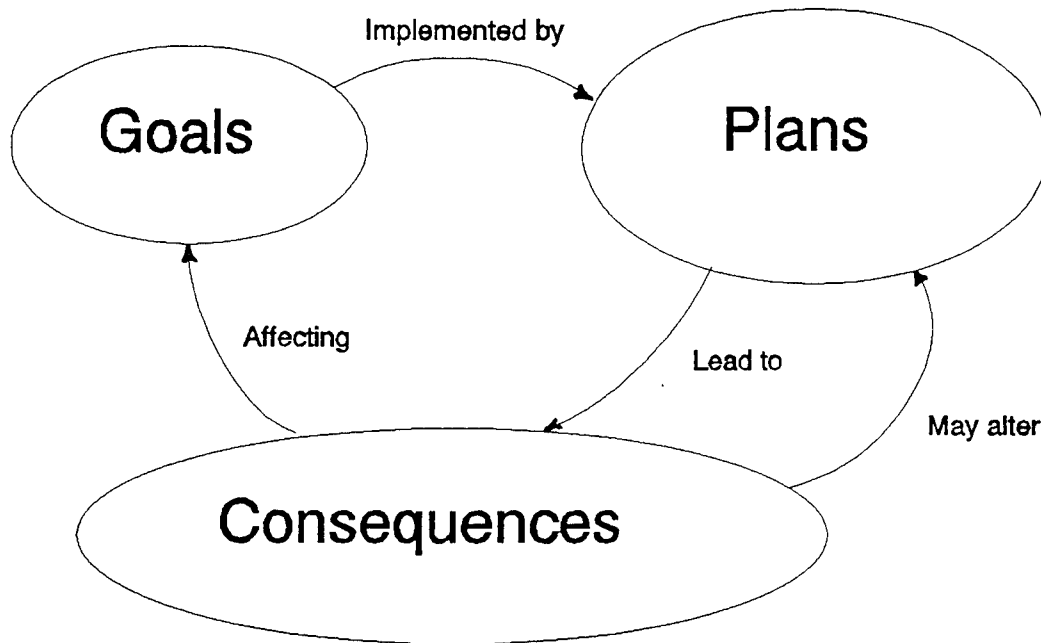 Implemented by
Goals
Plans
Affecting
Lead to
May alter
Consequences